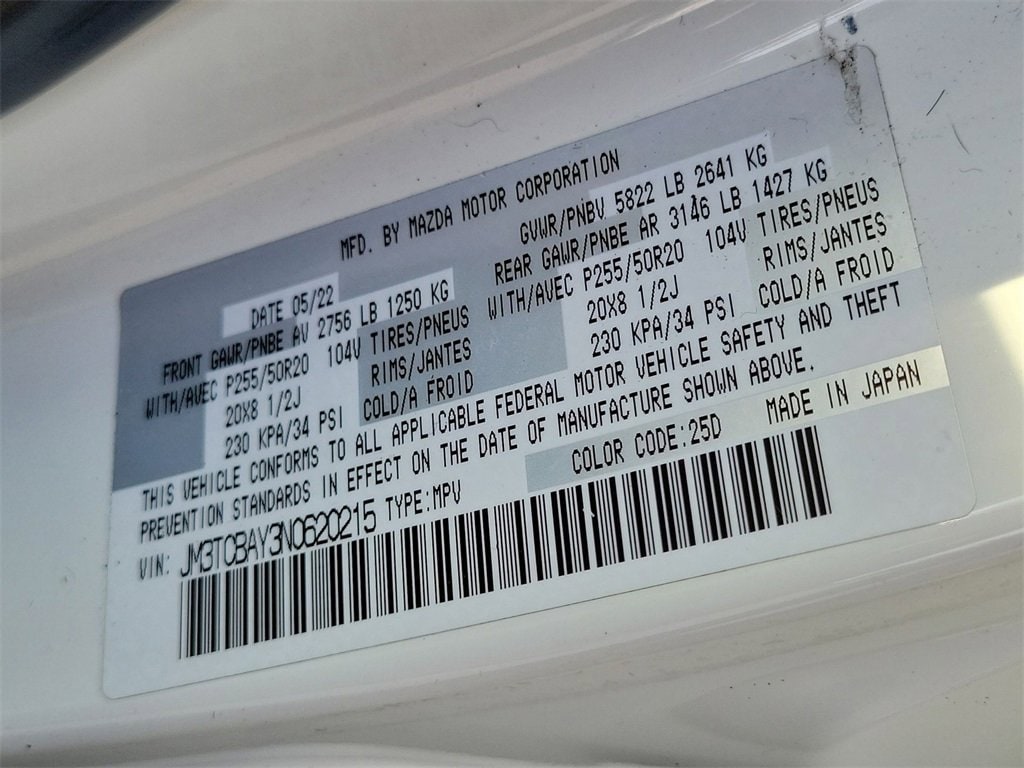 MFD. BY MAZDA MOTOR CORPORATION
DATE 05/22 GVWR/PNBV 5822 LB 2641 KG
FRONT GAWR/PNBE AV 2756 LB 1250 KG REAR GAWR/PNBE AR 3146 LB 1427 KG
WITH/AVEC P255/50R20 104V TIRES/PNEUS WITH/AVEC P255/50R20 104V TIRES/PNEUS
20X8 1/2J RIMS/JANTES 20X8 1/2J RIMS/JANTES
230 KPA/34 PSI COLD/A FROID 230 KPA/34 PSI COLD/A FROID
THIS VEHICLE CONFORMS TO ALL APPLICABLE FEDERAL MOTOR VEHICLE SAFETY AND THEFT
PREVENTION STANDARDS IN EFFECT ON THE DATE OF MANUFACTURE SHOWN ABOVE.
VIN: JM3TCBAY3N0620215 TYPE:MPV COLOR CODE:25D MADE IN JAPAN